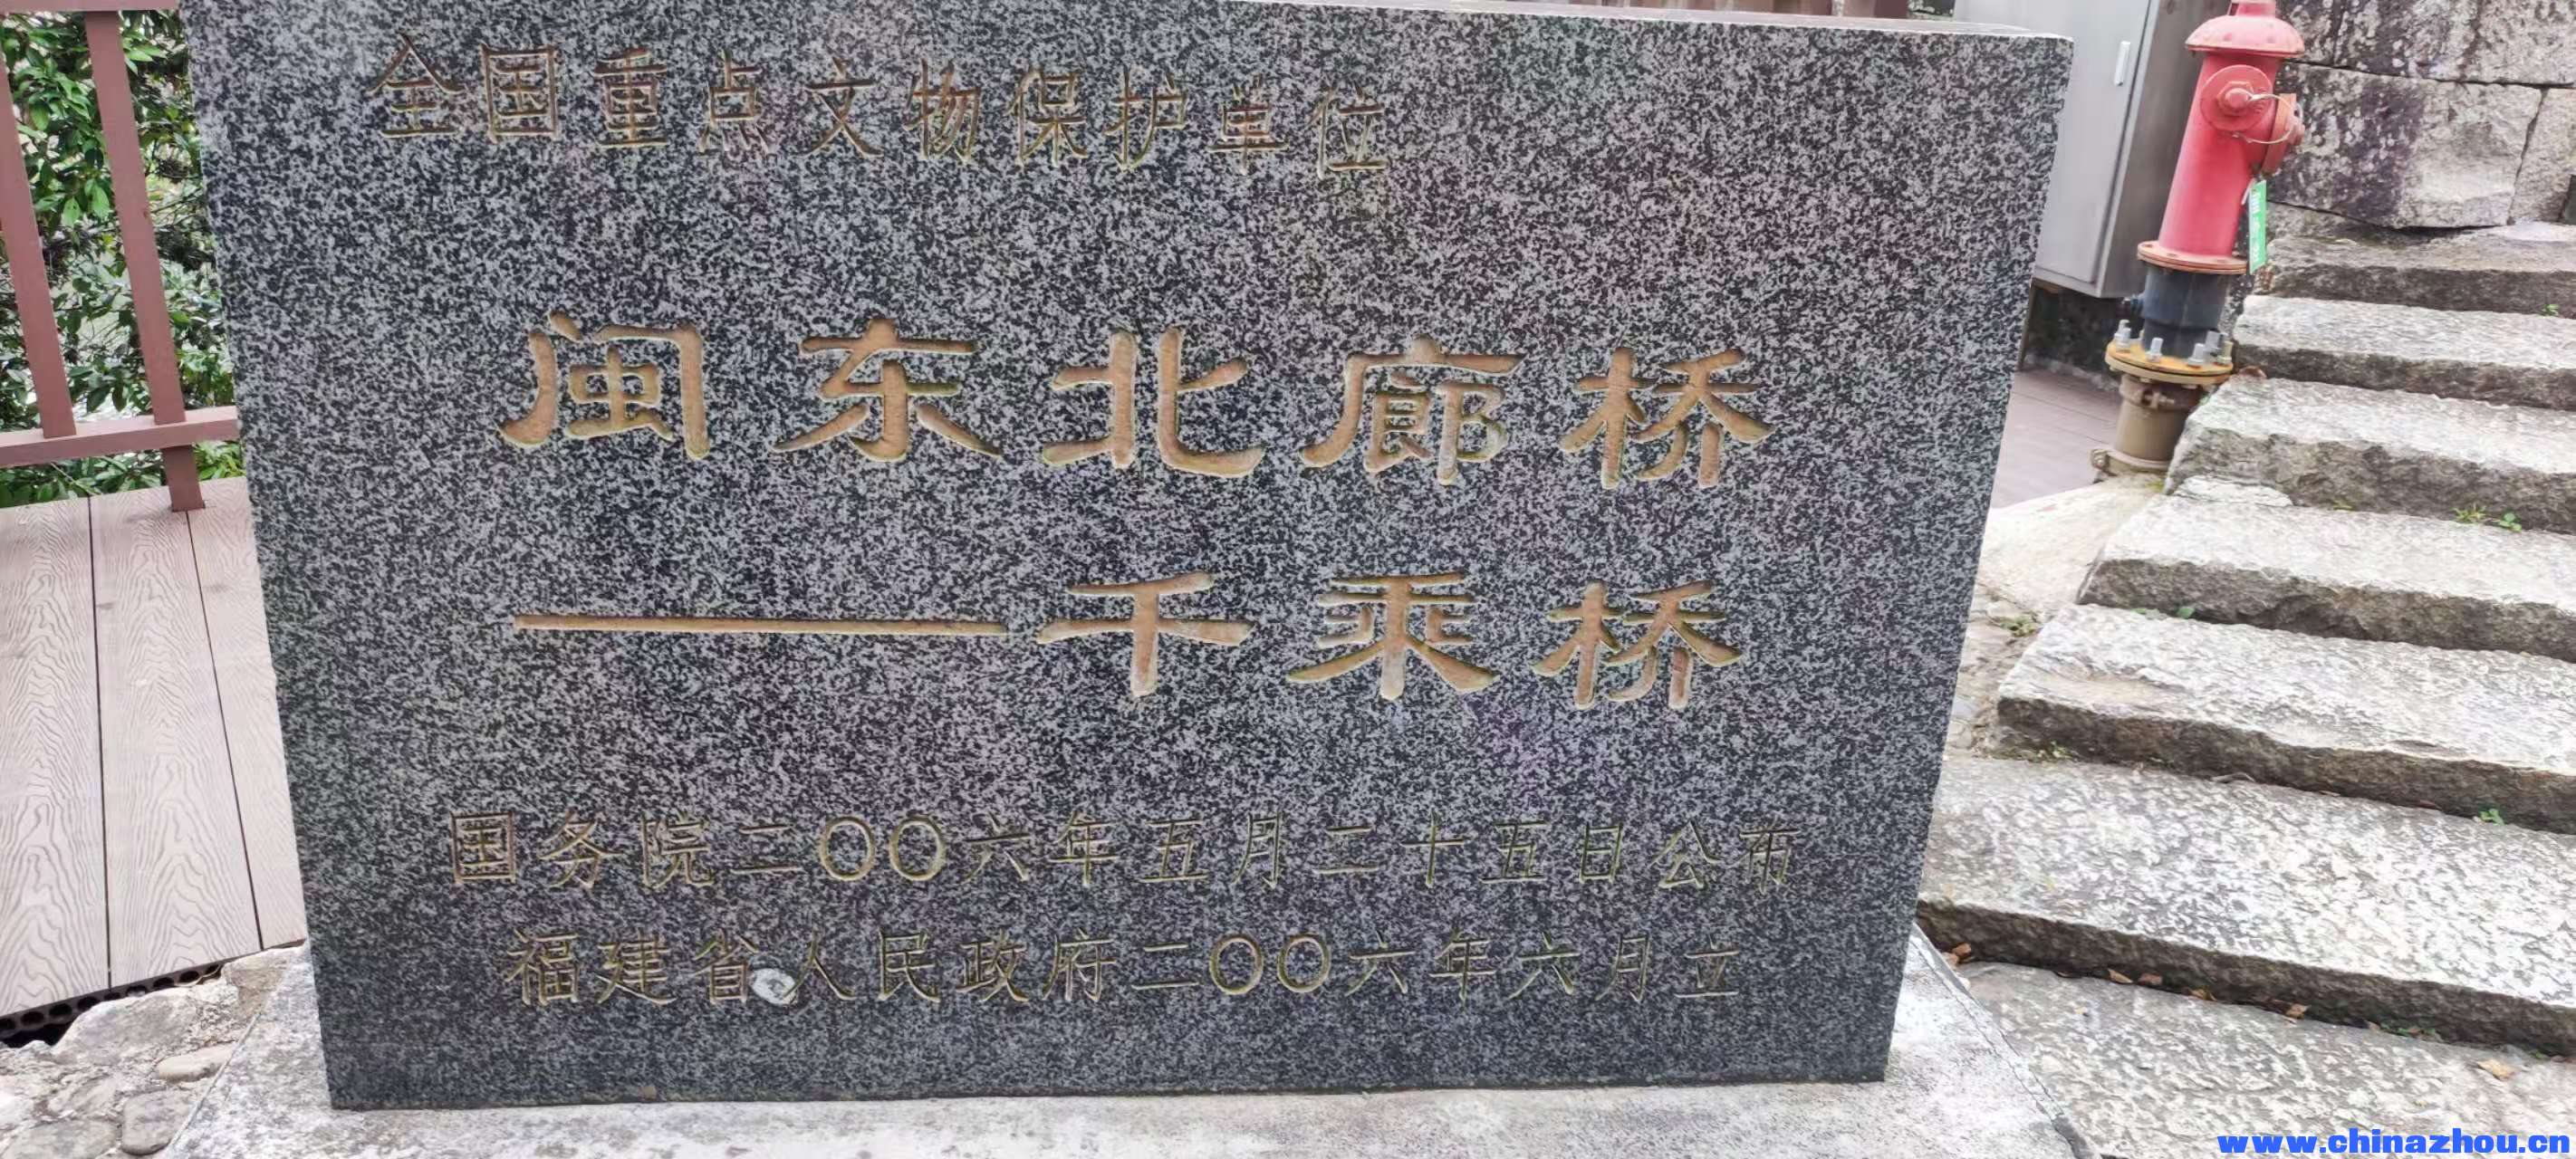 全国重点文物保护单位
闽东北廊桥
——千乘桥
国务院二〇〇六年五月二十五日公布
福建省人民政府二〇〇六年六月立
www.chinazhou.cn